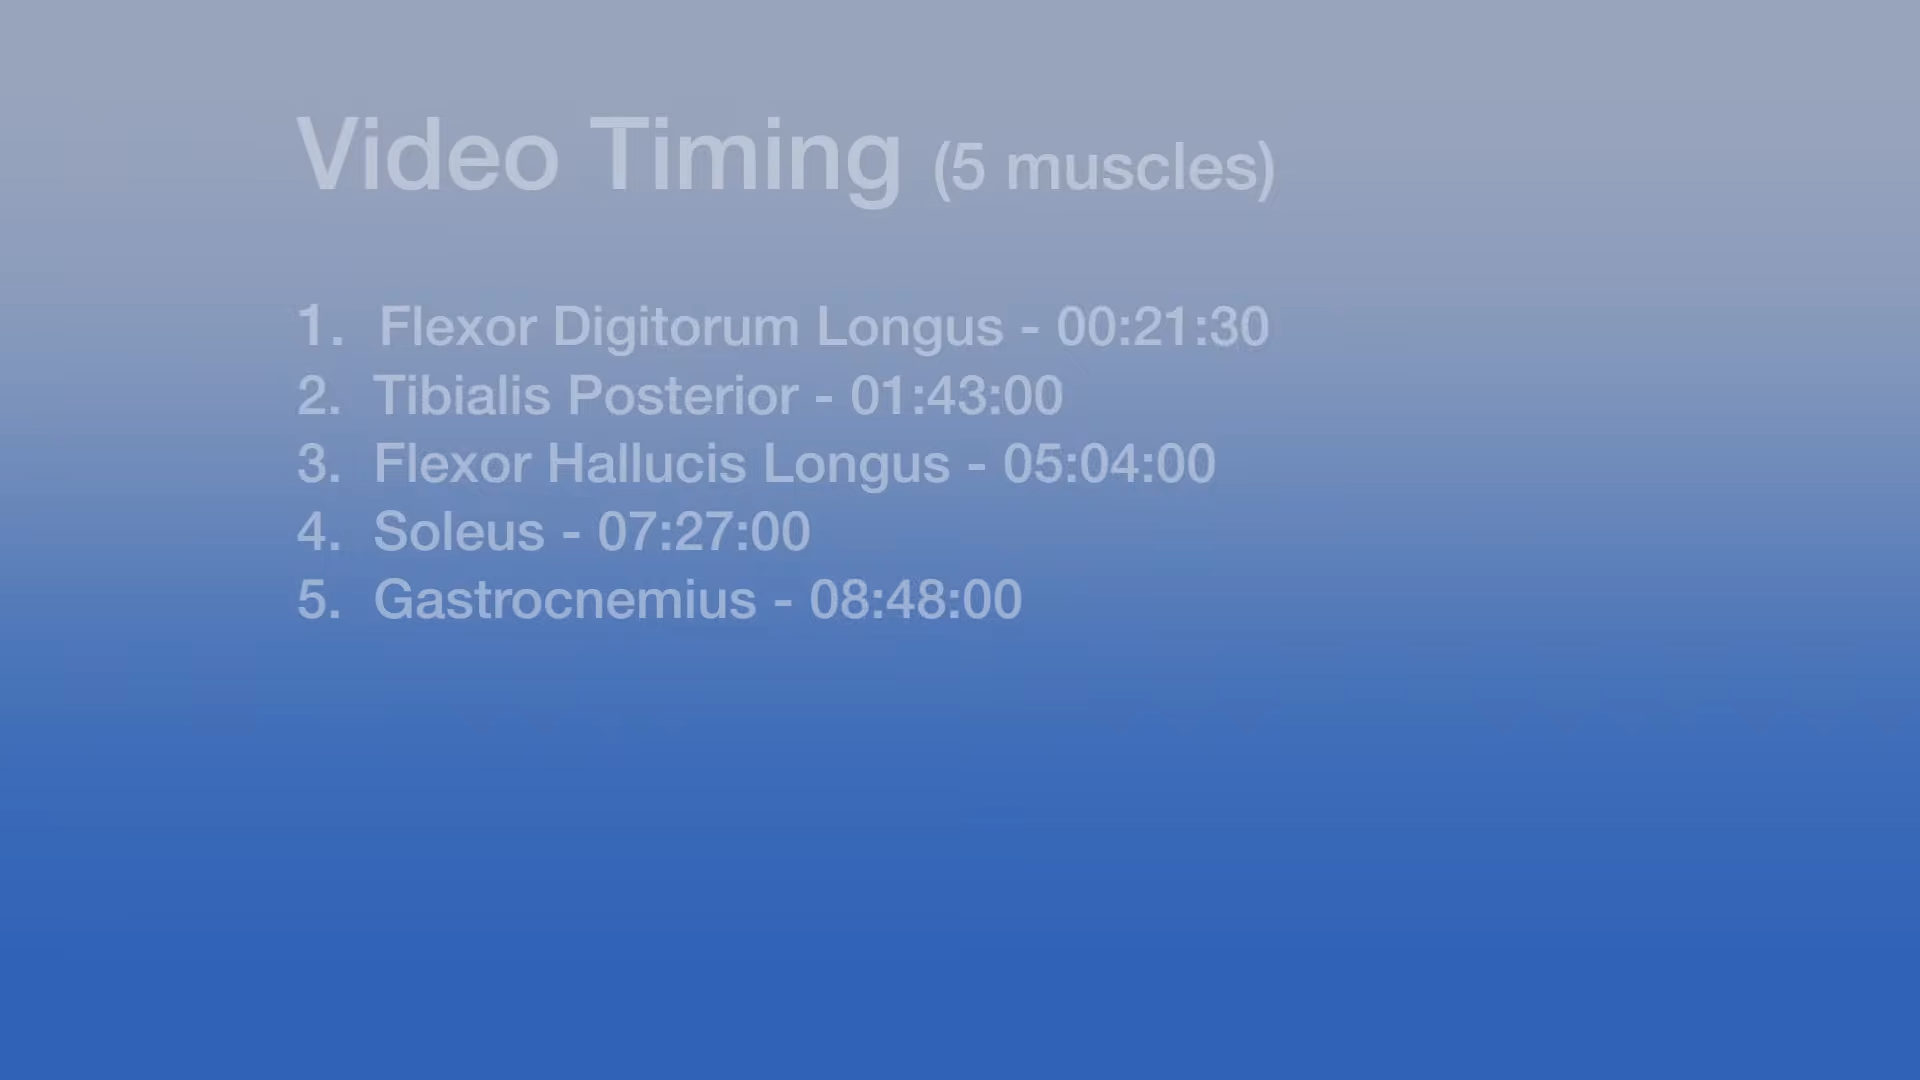 Video Timing (5 muscles)
1. Flexor Digitorum Longus - 00:21:30
2. Tibialis Posterior - 01:43:00
3. Flexor Hallucis Longus - 05:04:00
4. Soleus - 07:27:00
5. Gastrocnemius - 08:48:00